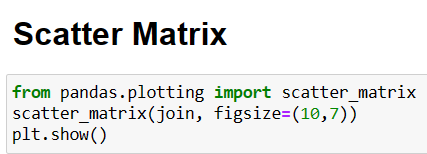 Scatter Matrix
from pandas.plotting import scatter_matrix
scatter_matrix(join, figsize=(10,7))
plt.show()